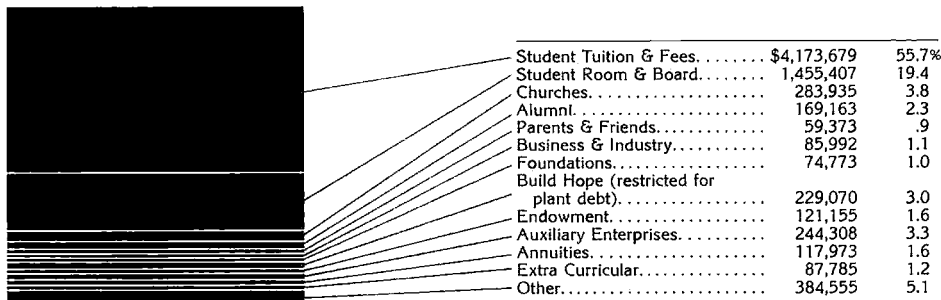 Student Tuition & Fees........ $4,173,679 55.7%
Student Room & Board........ 1,455,407 19.4
Churches..................... 283,935 3.8
Alumni....................... 169,163 2.3
Parents & Friends............. 59,373 .9
Business & Industry........... 85,992 1.1
Foundations.................. 74,773 1.0
Build Hope (restricted for
plant debt).................. 229,070 3.0
Endowment.................. 121,155 1.6
Auxiliary Enterprises......... 244,308 3.3
Annuities.................... 117,973 1.6
Extra Curricular.............. 87,785 1.2
Other........................ 384,555 5.1